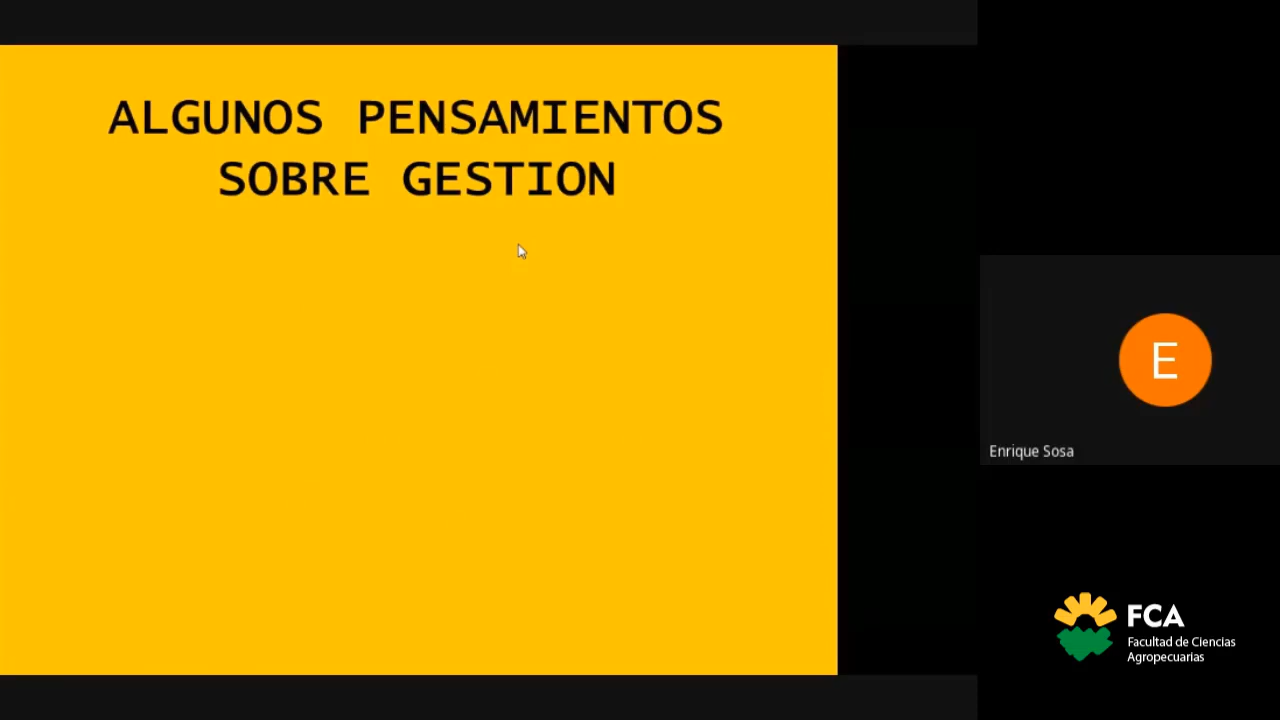 ALGUNOS PENSAMIENTOS
SOBRE GESTION
E
Enrique Sosa
FCA
Facultad de Ciencias
Agropecuarias